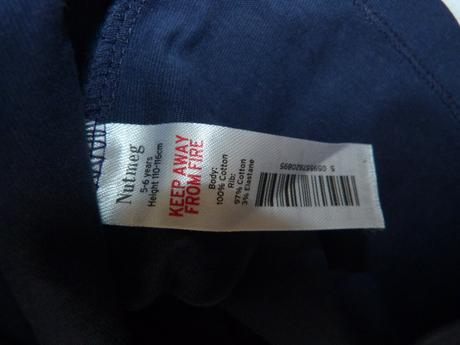 Nutmeg
5-6 years
Height 110-116cm
KEEP AWAY
FROM FIRE
Body:
100% Cotton
Rib:
97% Cotton
3% Elastane